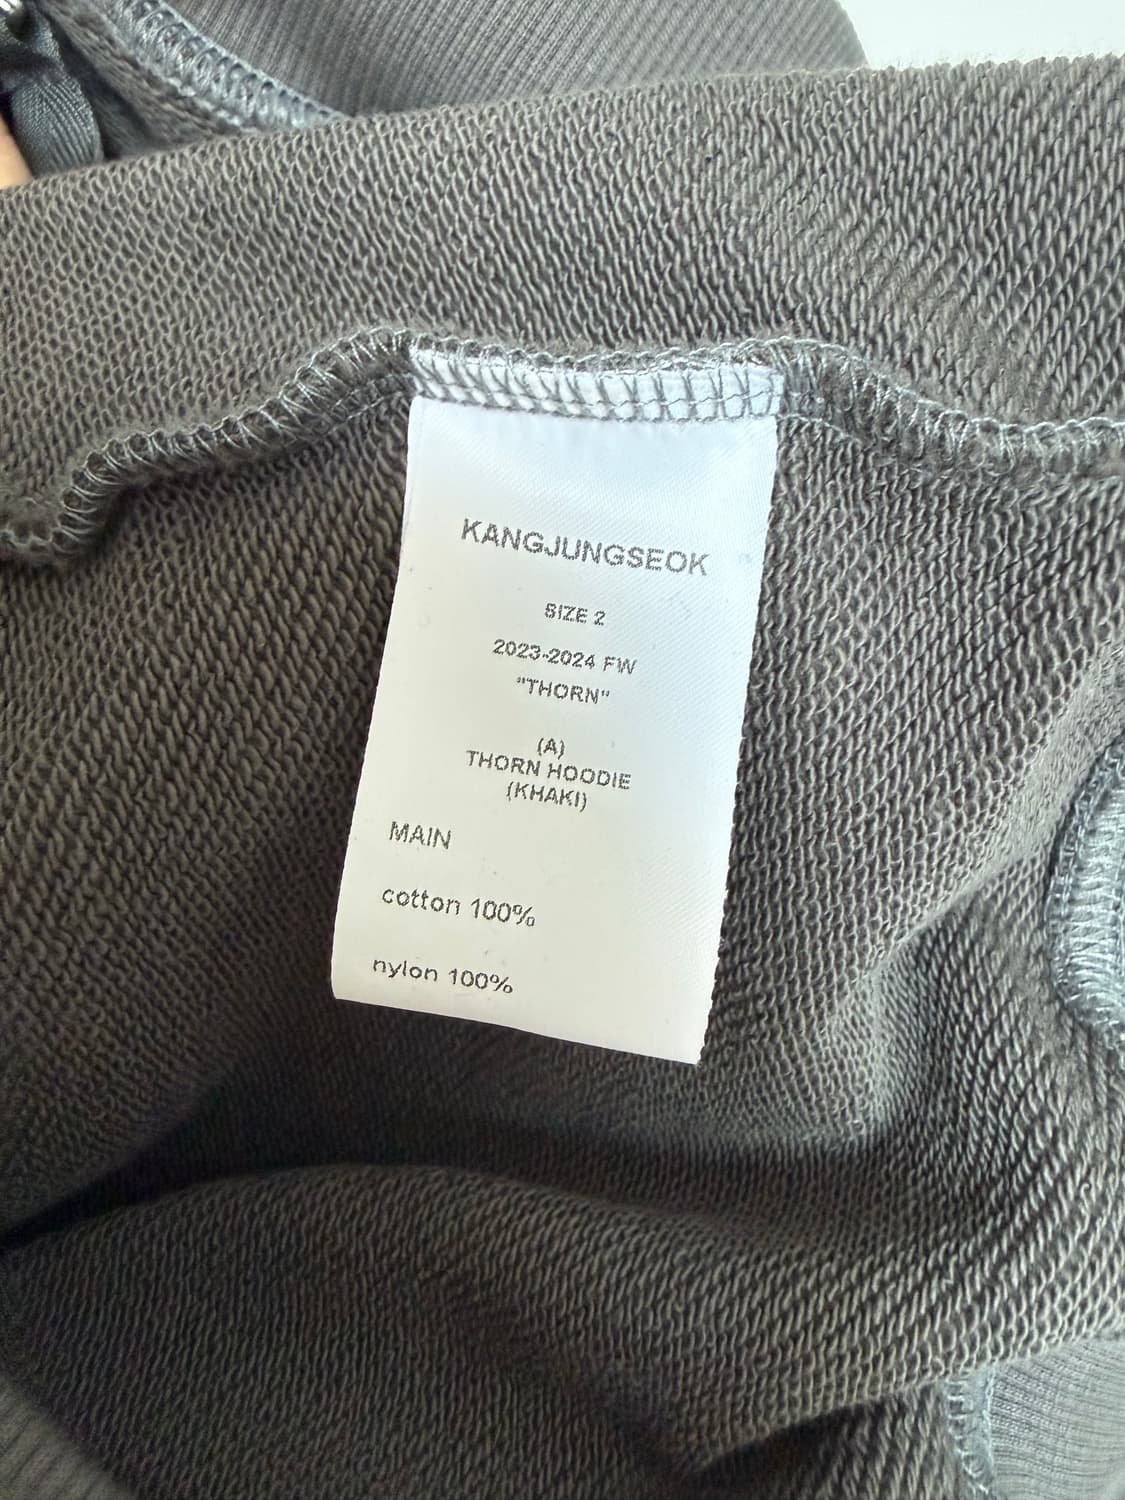 KANGJUNGSEOK
SIZE 2
2023-2024 FW
"THORN"
(A)
THORN HOODIE
(KHAKI)
MAIN
cotton 100%
nylon 100%